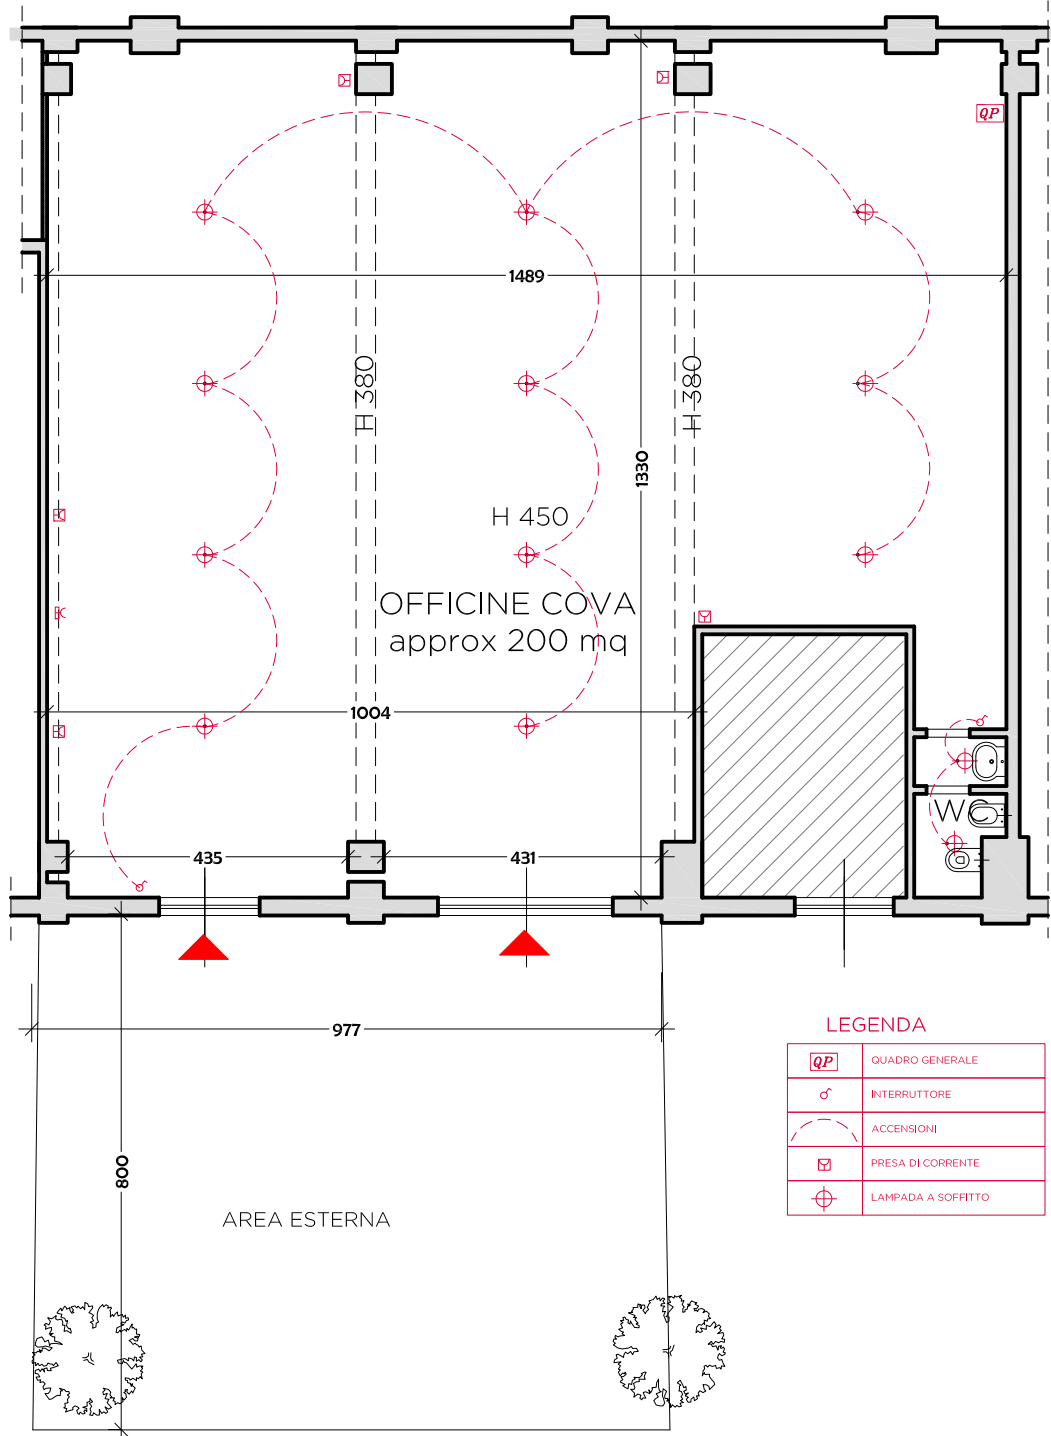 QP
1489
H 380
H 380
1330
H 450
OFFICINE COVA
approx 200 mq
1004
WC
435
431
977
800
AREA ESTERNA
LEGENDA
QP QUADRO GENERALE
INTERRUTTORE
ACCENSIONI
PRESA DI CORRENTE
LAMPADA A SOFFITTO